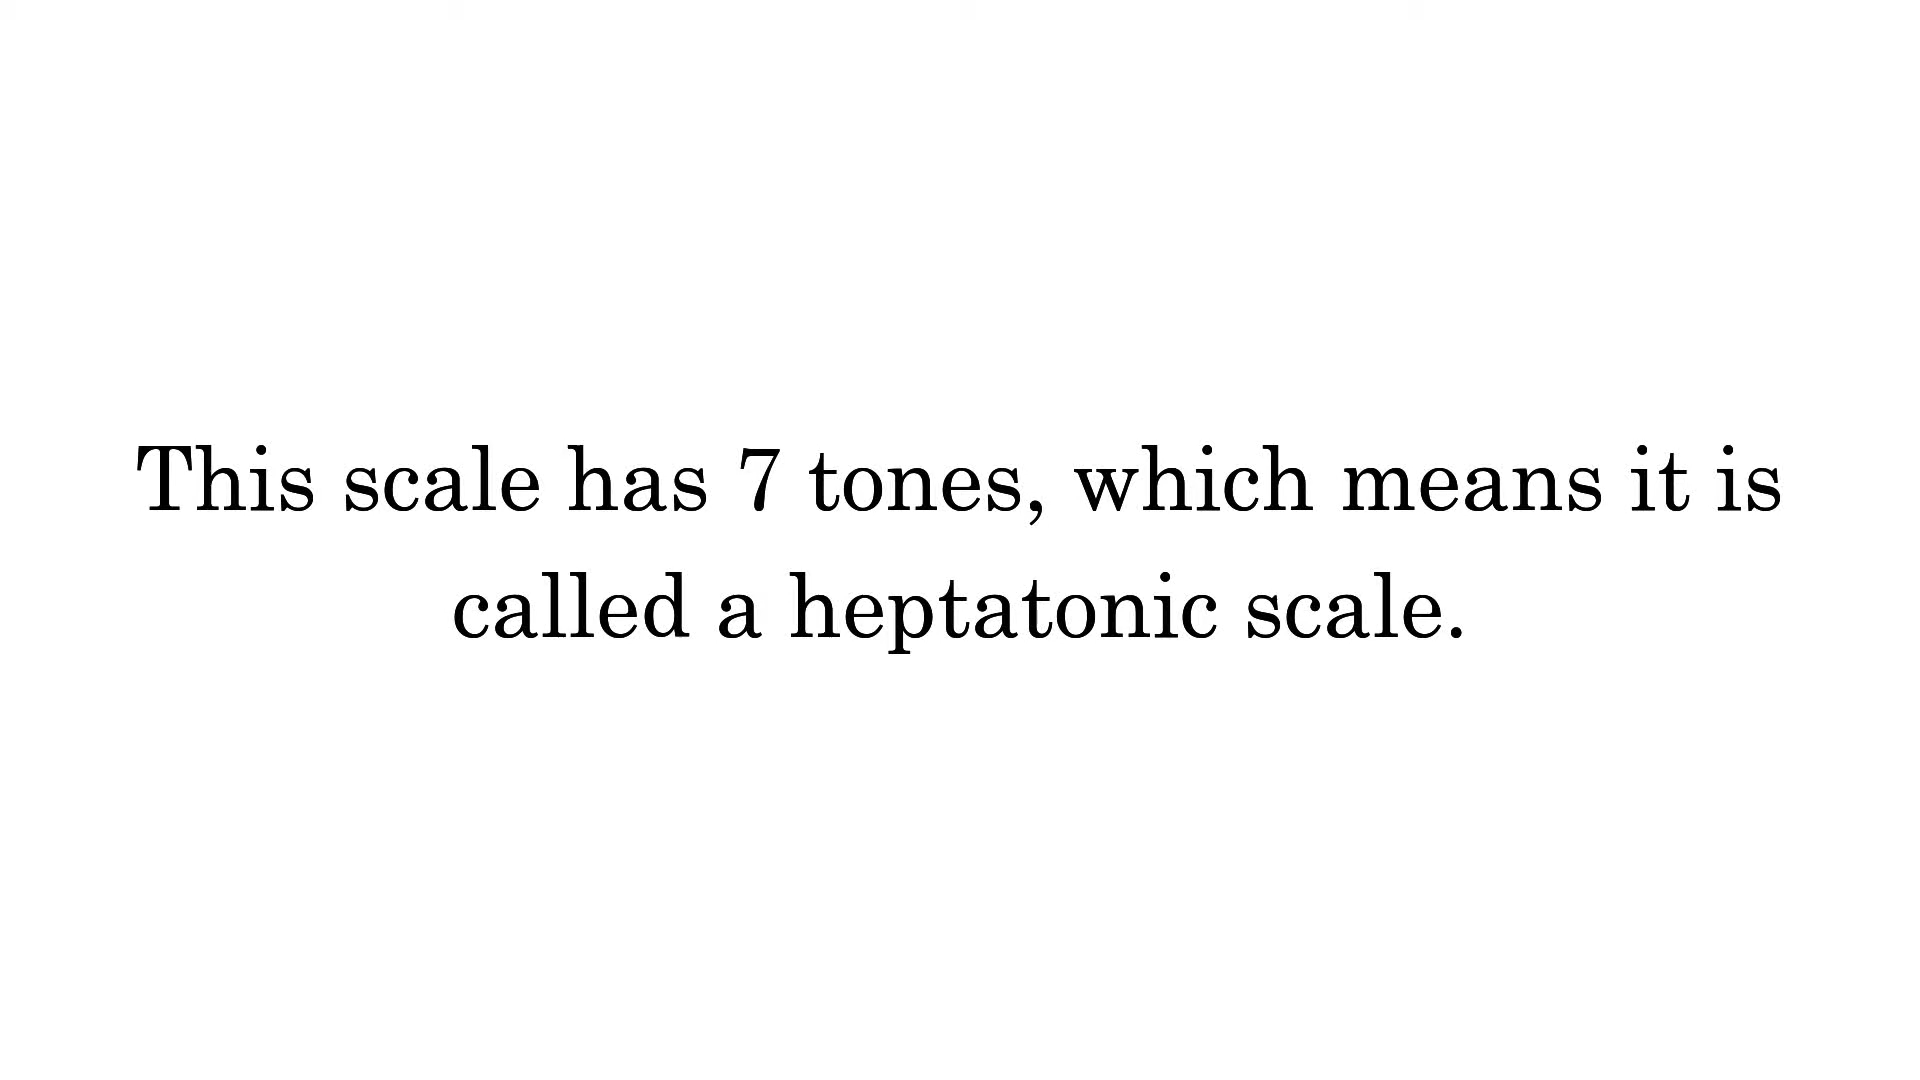 This scale has 7 tones, which means it is
called a heptatonic scale.